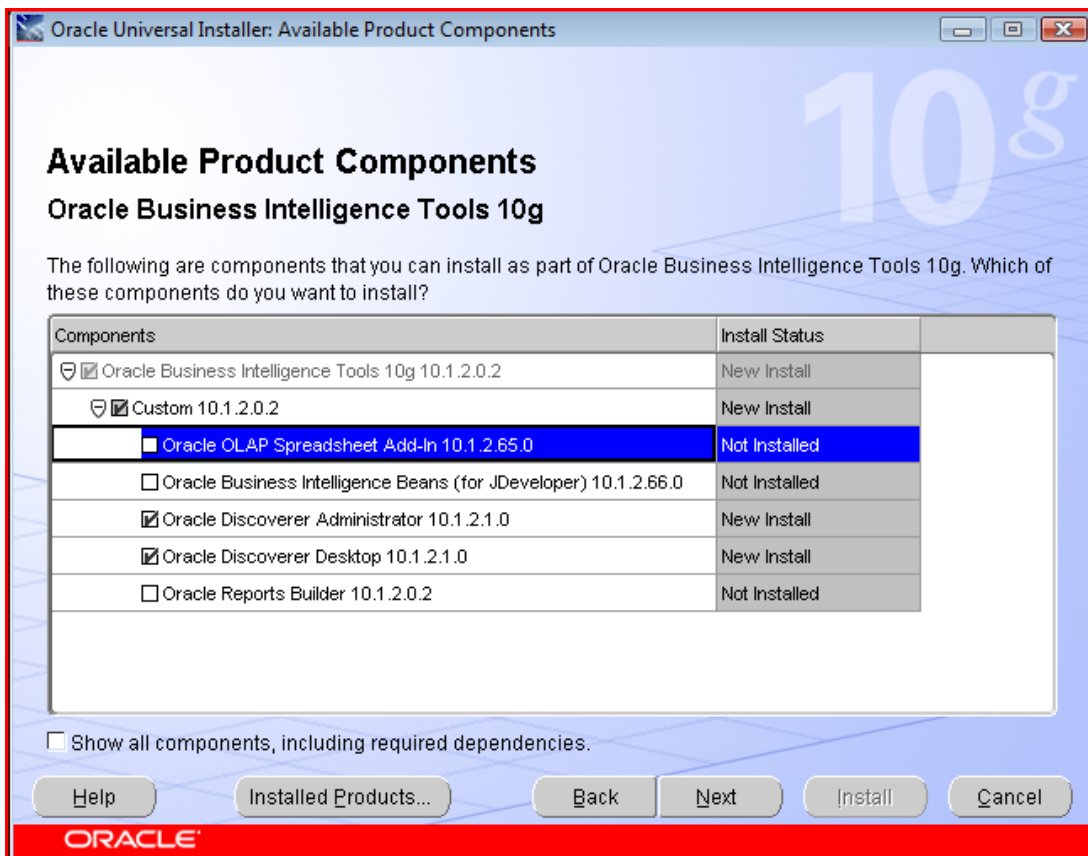 Oracle Universal Installer: Available Product Components
10g
Available Product Components
Oracle Business Intelligence Tools 10g
The following are components that you can install as part of Oracle Business Intelligence Tools 10g. Which of
these components do you want to install?
Components Install Status
Oracle Business Intelligence Tools 10g 10.1.2.0.2 New Install
Custom 10.1.2.0.2 New Install
Oracle OLAP Spreadsheet Add-In 10.1.2.65.0 Not Installed
Oracle Business Intelligence Beans (for JDeveloper) 10.1.2.66.0 Not Installed
Oracle Discoverer Administrator 10.1.2.1.0 New Install
Oracle Discoverer Desktop 10.1.2.1.0 New Install
Oracle Reports Builder 10.1.2.0.2 Not Installed
Show all components, including required dependencies.
Help Installed Products... Back Next Install Cancel
ORACLE